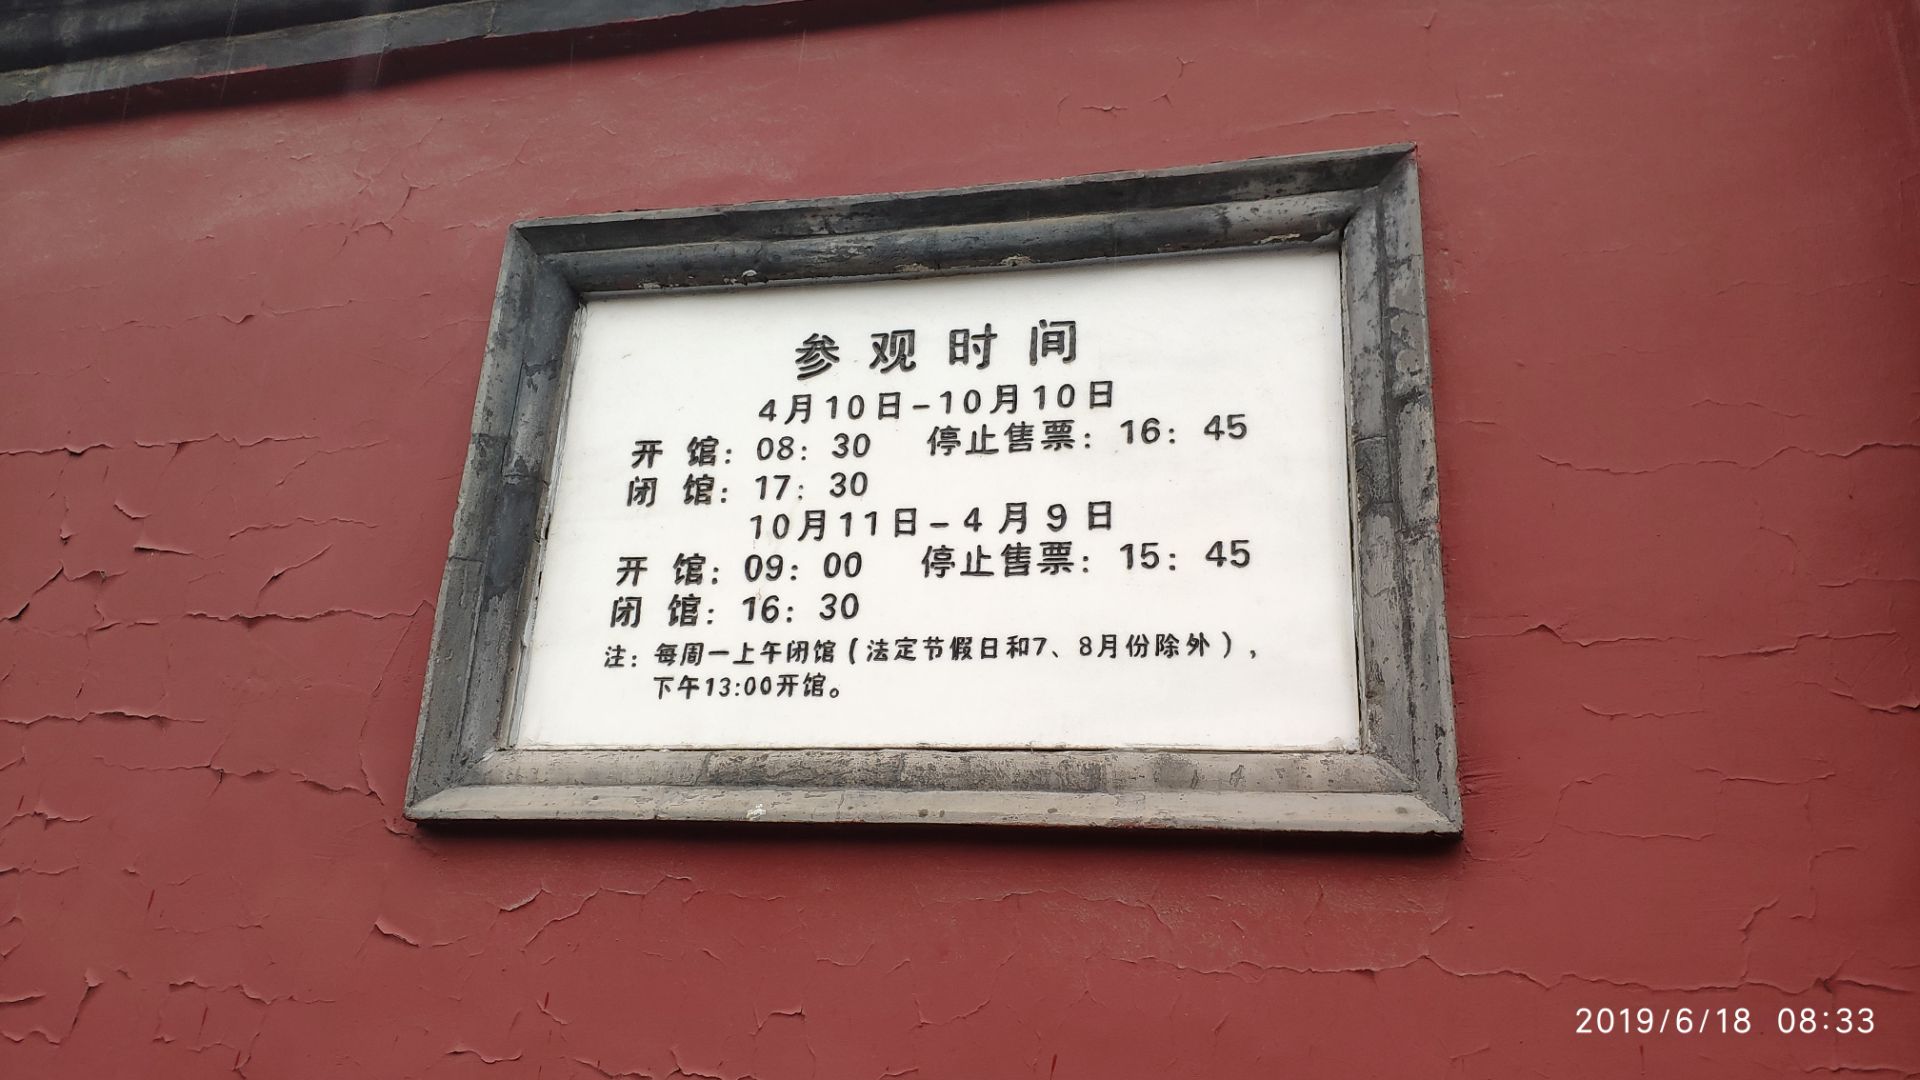 参观时间
4月10日-10月10日
开 馆：08：30 停止售票：16：45
闭 馆：17：30
10月11日-4月9日
开 馆：09：00 停止售票：15：45
闭 馆：16：30
注：每周一上午闭馆（法定节假日和7、8月份除外），
下午13:00开馆。
2019/6/18 08:33